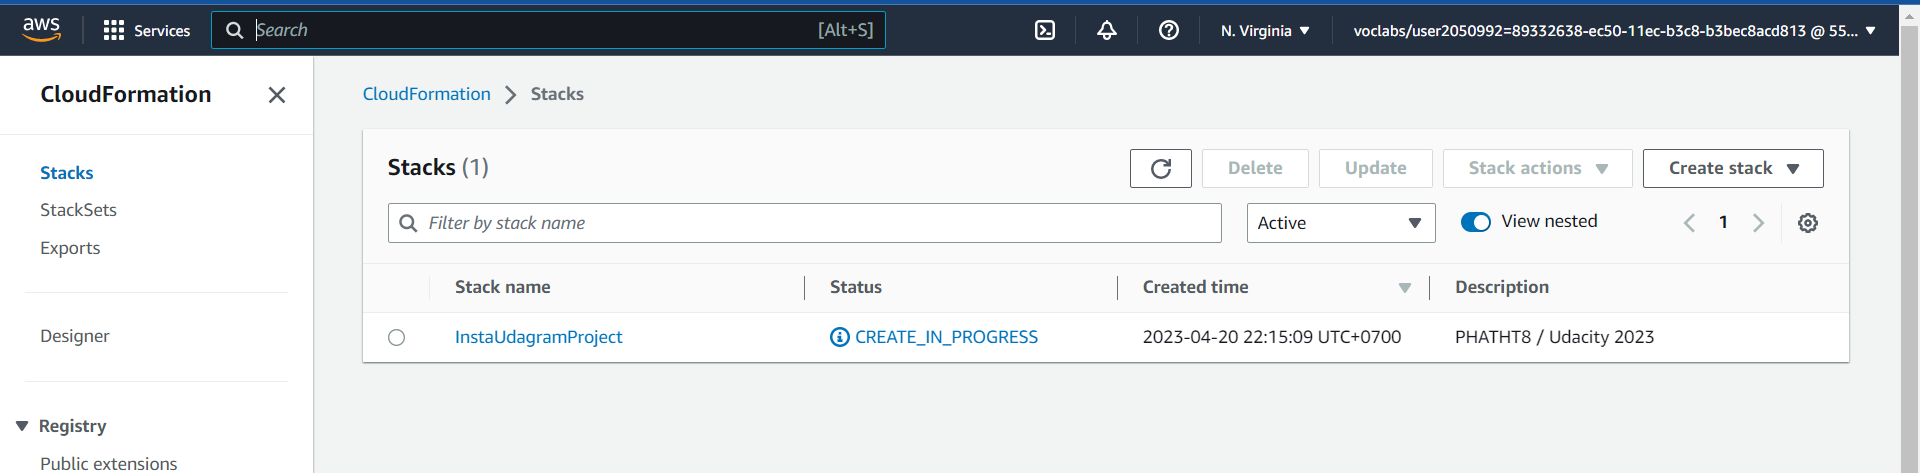 aws
Services
Search
[Alt+S]
N. Virginia
voclabs/user2050992=89332638-ec50-11ec-b3c8-b3bec8acd813 @ 55...
CloudFormation
Stacks
StackSets
Exports
Designer
Registry
Public extensions
CloudFormation
Stacks
Stacks (1)
Delete
Update
Stack actions
Create stack
Filter by stack name
Active
View nested
1
Stack name
Status
Created time
Description
InstaUdagramProject
CREATE_IN_PROGRESS
2023-04-20 22:15:09 UTC+0700
PHATHT8 / Udacity 2023